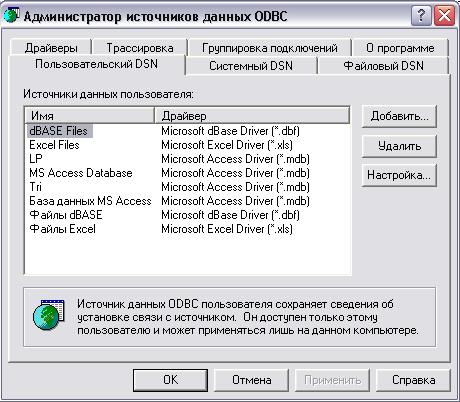 Администратор источников данных ODBC
Драйверы Трассировка Группировка подключений О программе
Пользовательский DSN Системный DSN Файловый DSN
Источники данных пользователя:
Имя Драйвер
dBASE Files Microsoft dBase Driver (*.dbf)
Excel Files Microsoft Excel Driver (*.xls)
LP Microsoft Access Driver (*.mdb)
MS Access Database Microsoft Access Driver (*.mdb)
Tri Microsoft Access Driver (*.mdb)
База данных MS Access Microsoft Access Driver (*.mdb)
Файлы dBASE Microsoft dBase Driver (*.dbf)
Файлы Excel Microsoft Excel Driver (*.xls)
Добавить...
Удалить
Настройка...
Источник данных ODBC пользователя сохраняет сведения об
установке связи с источником. Он доступен только этому
пользователю и может применяться лишь на данном компьютере.
OK Отмена Применить Справка